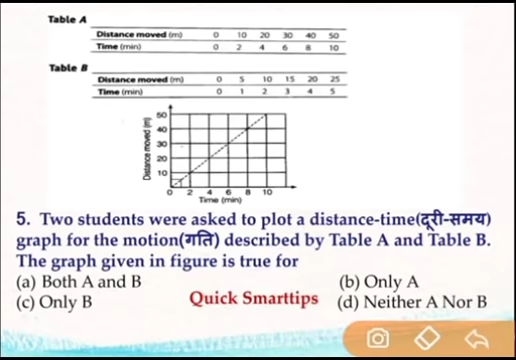 Table A
Distance moved (m) 0 10 20 30 40 50
Time (min) 0 2 4 6 8 10
Table B
Distance moved (m) 0 5 10 15 20 25
Time (min) 0 1 2 3 4 5
Distance moved (m)
50
40
30
20
10
0 2 4 6 8 10
Time (min)
5. Two students were asked to plot a distance-time(दूरी-समय)
graph for the motion(गति) described by Table A and Table B.
The graph given in figure is true for
(a) Both A and B (b) Only A
(c) Only B Quick Smarttips (d) Neither A Nor B